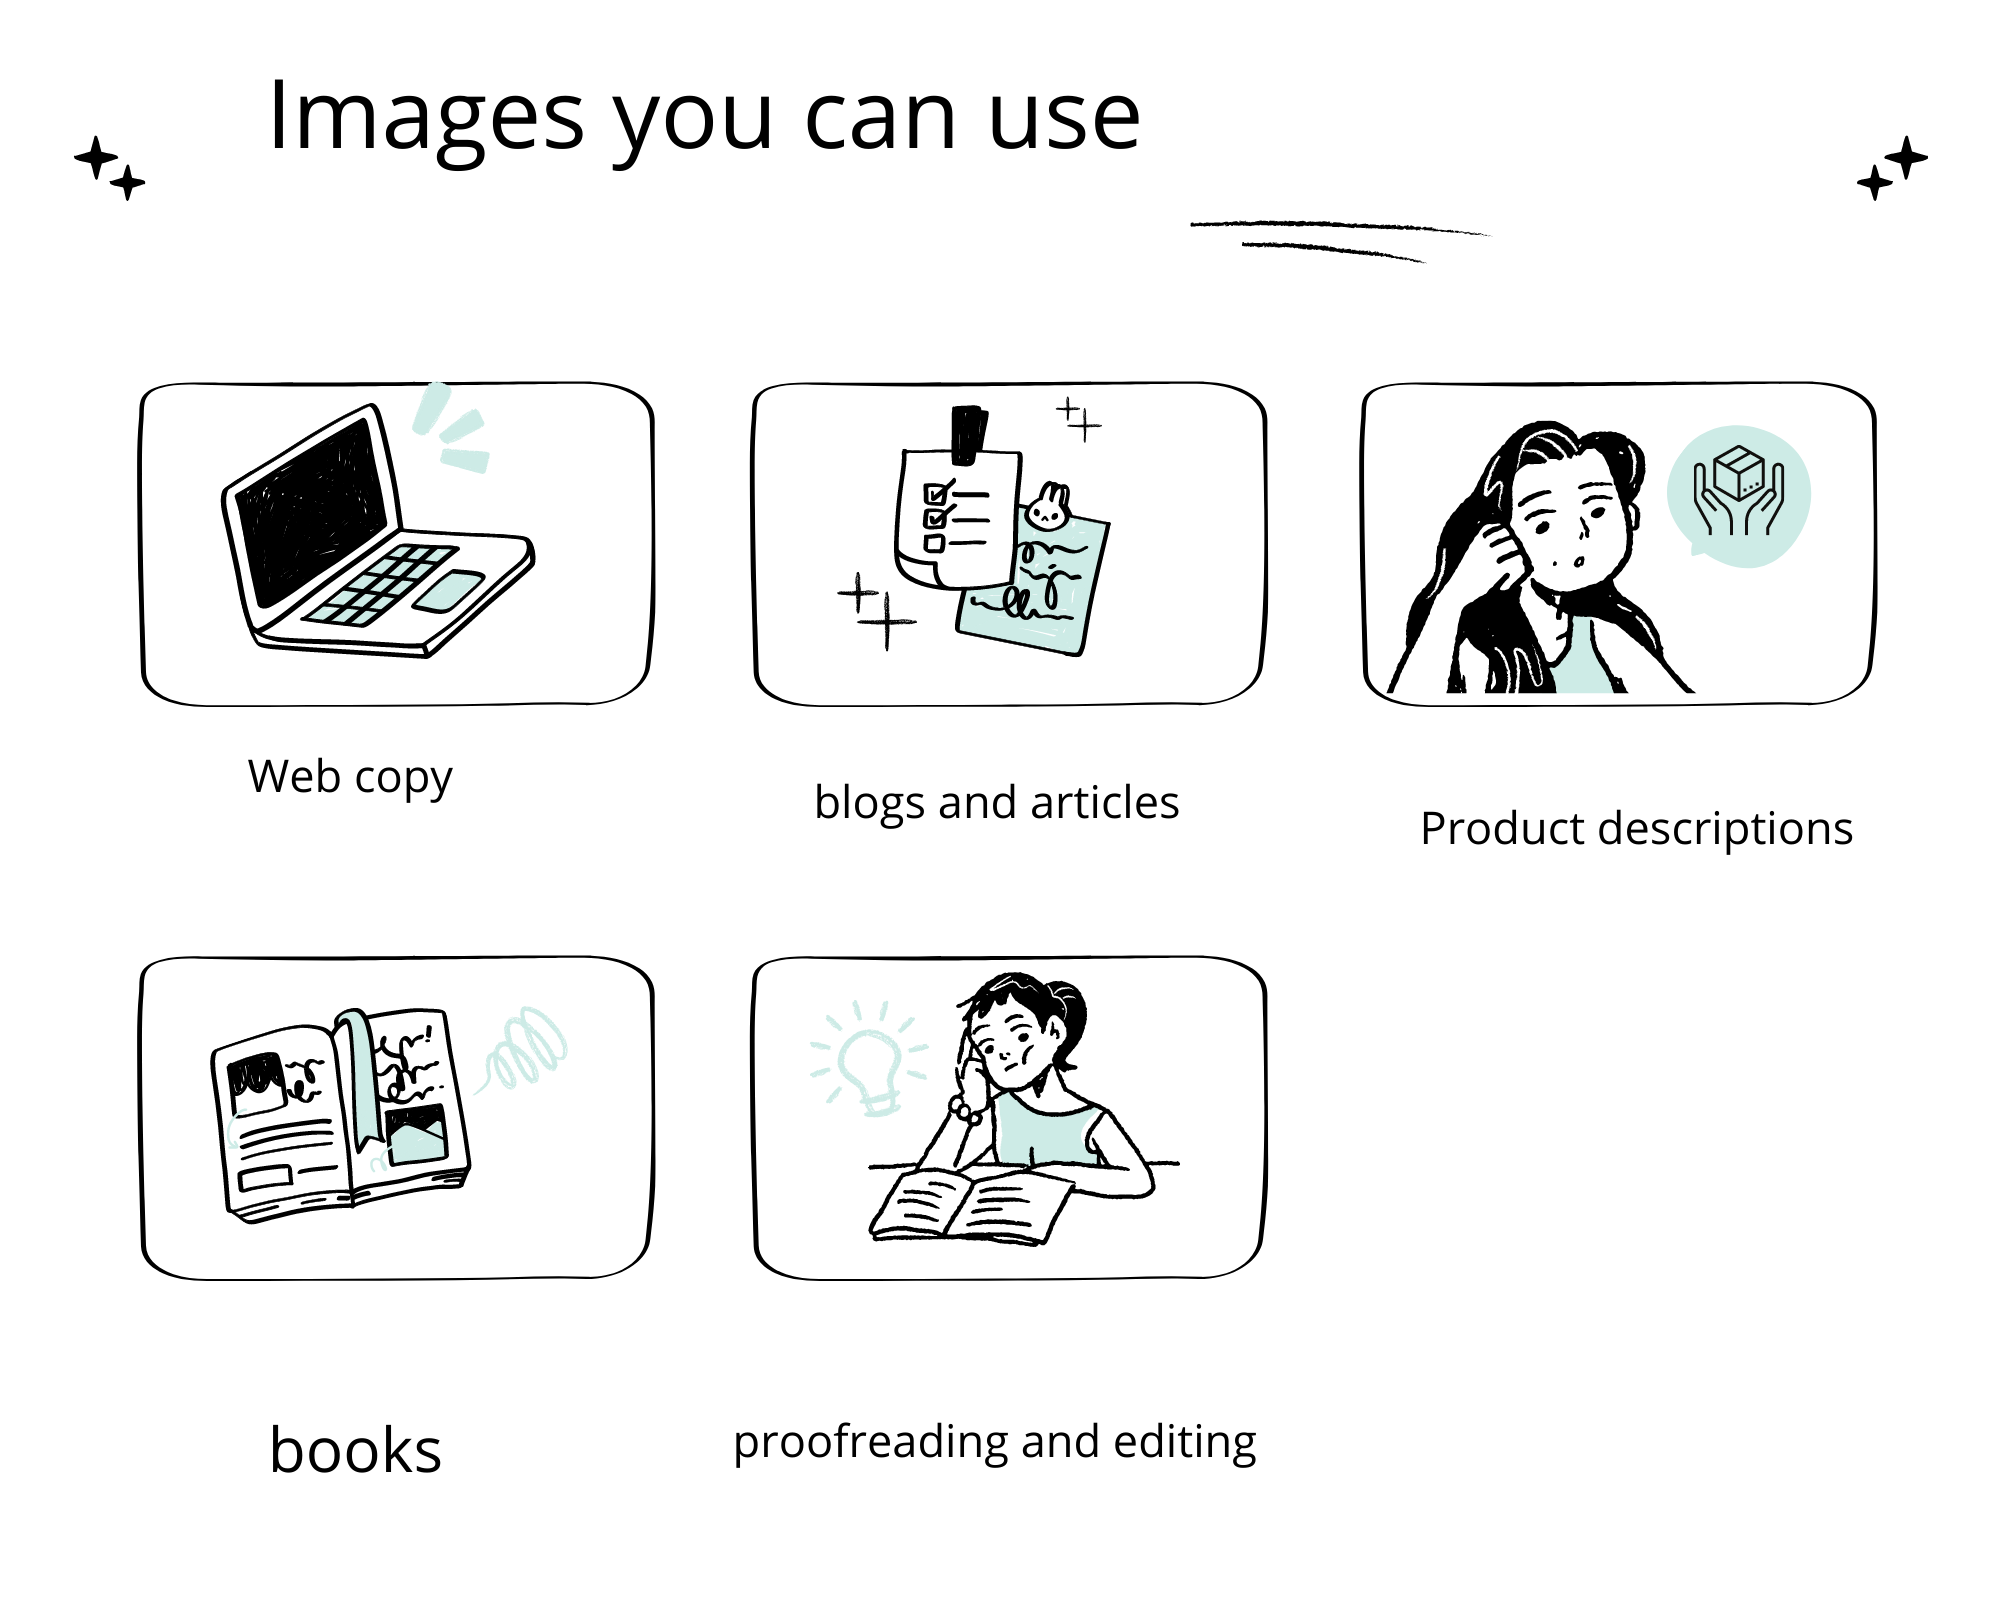 Images you can use
Web copy
blogs and articles
Product descriptions
books
proofreading and editing